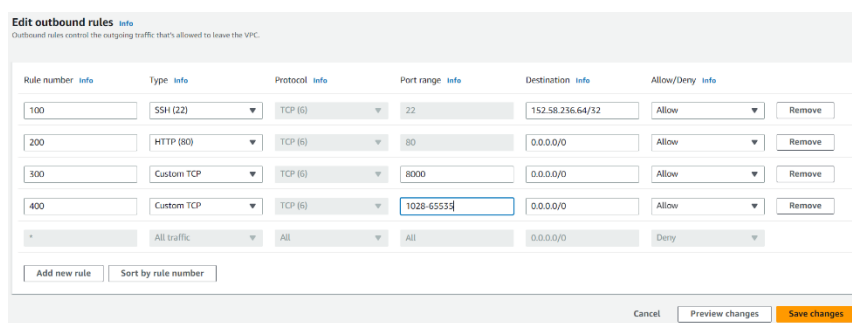 Edit outbound rules Info
Outbound rules control the outgoing traffic that's allowed to leave the VPC.
Rule number Info Type Info Protocol Info Port range Info Destination Info Allow/Deny Info
100 SSH (22) TCP (6) 22 152.58.236.64/32 Allow Remove
200 HTTP (80) TCP (6) 80 0.0.0.0/0 Allow Remove
300 Custom TCP TCP (6) 8000 0.0.0.0/0 Allow Remove
400 Custom TCP TCP (6) 1028-65535 0.0.0.0/0 Allow Remove
* All traffic All All 0.0.0.0/0 Deny
Add new rule Sort by rule number
Cancel Preview changes Save changes